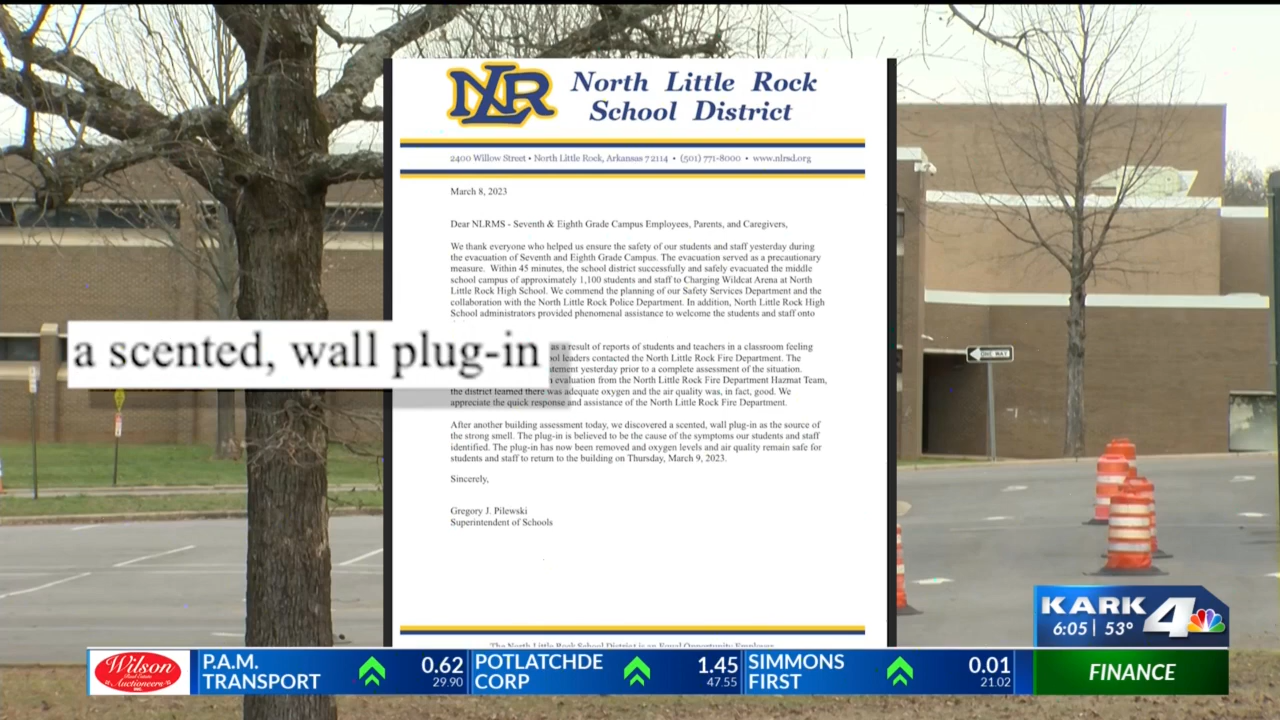 NLR
North Little Rock
School District
2400 Willow Street • North Little Rock, Arkansas 72114 • (501) 771-8000 • www.nlrsd.org
March 8, 2023
Dear NLRMS - Seventh & Eighth Grade Campus Employees, Parents, and Caregivers,
We thank everyone who helped us ensure the safety of our students and staff yesterday during
the evacuation of Seventh and Eighth Grade Campus. The evacuation served as a precautionary
measure. Within 45 minutes, the school district successfully and safely evacuated the middle
school campus of approximately 1,100 students and staff to Charging Wildcat Arena at North
Little Rock High School. We commend the planning of our Safety Services Department and the
collaboration with the North Little Rock Police Department. In addition, North Little Rock High
School administrators provided phenomenal assistance to welcome the students and staff onto
a scented, wall plug-in
as a result of reports of students and teachers in a classroom feeling
leaders contacted the North Little Rock Fire Department. The
yesterday prior to a complete assessment of the situation.
evaluation from the North Little Rock Fire Department Hazmat Team,
the district learned there was adequate oxygen and the air quality was, in fact, good. We
appreciate the quick response and assistance of the North Little Rock Fire Department.
After another building assessment today, we discovered a scented, wall plug-in as the source of
the strong smell. The plug-in is believed to be the cause of the symptoms our students and staff
identified. The plug-in has now been removed and oxygen levels and air quality remain safe for
students and staff to return to the building on Thursday, March 9, 2023.
Sincerely,
Gregory J. Pilewski
Superintendent of Schools
The North Little Rock School District is an Equal Opportunity Employer
ONE WAY
KARK 4
6:05 | 53°
Wilson
Real Estate
Auctioneers
P.A.M.
TRANSPORT
0.62
29.90
POTLATCHDE
CORP
1.45
47.55
SIMMONS
FIRST
0.01
21.02
FINANCE